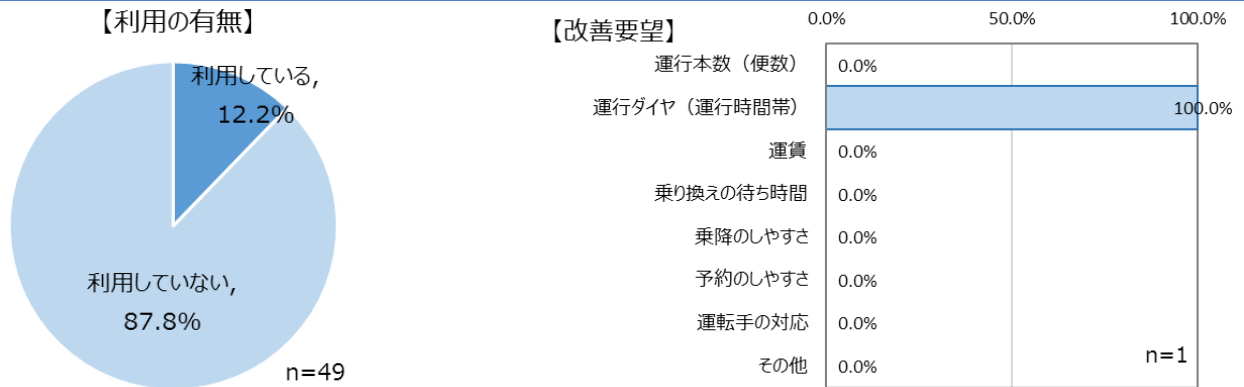 【利用の有無】
利用している,
12.2%
利用していない,
87.8%
n=49
【改善要望】
0.0% 50.0% 100.0%
運行本数（便数） 0.0%
運行ダイヤ（運行時間帯） 100.0%
運賃 0.0%
乗り換えの待ち時間 0.0%
乗降のしやすさ 0.0%
予約のしやすさ 0.0%
運転手の対応 0.0%
その他 0.0%
n=1